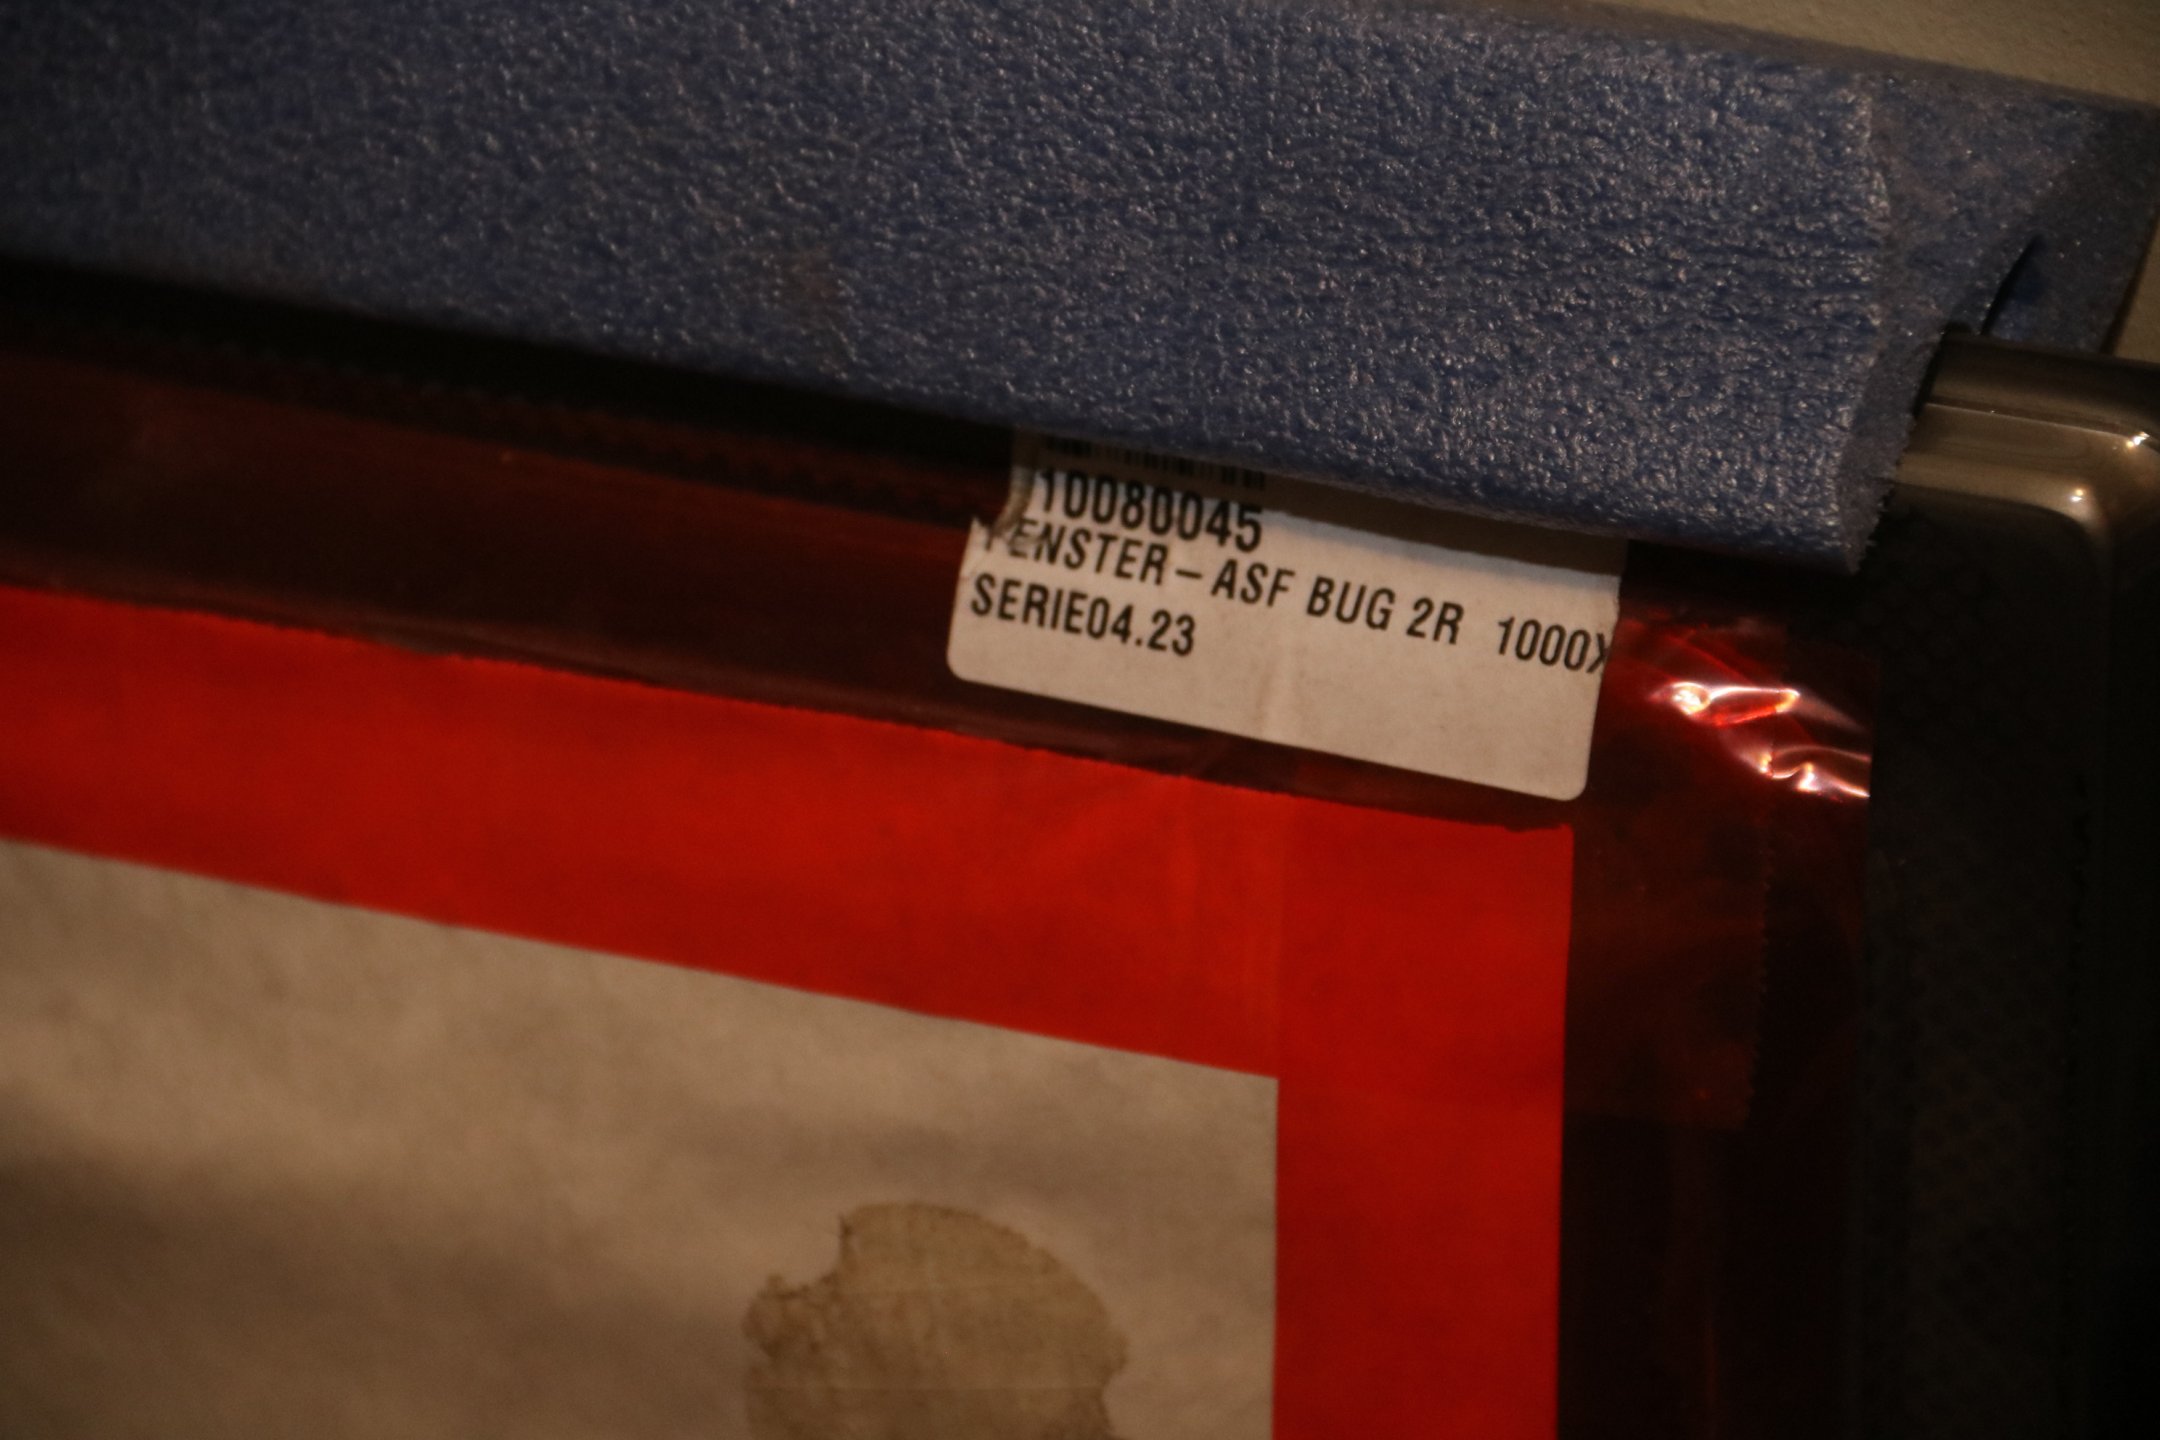 10080045
FENSTER-ASF BUG 2R 1000X
SERIE04.23